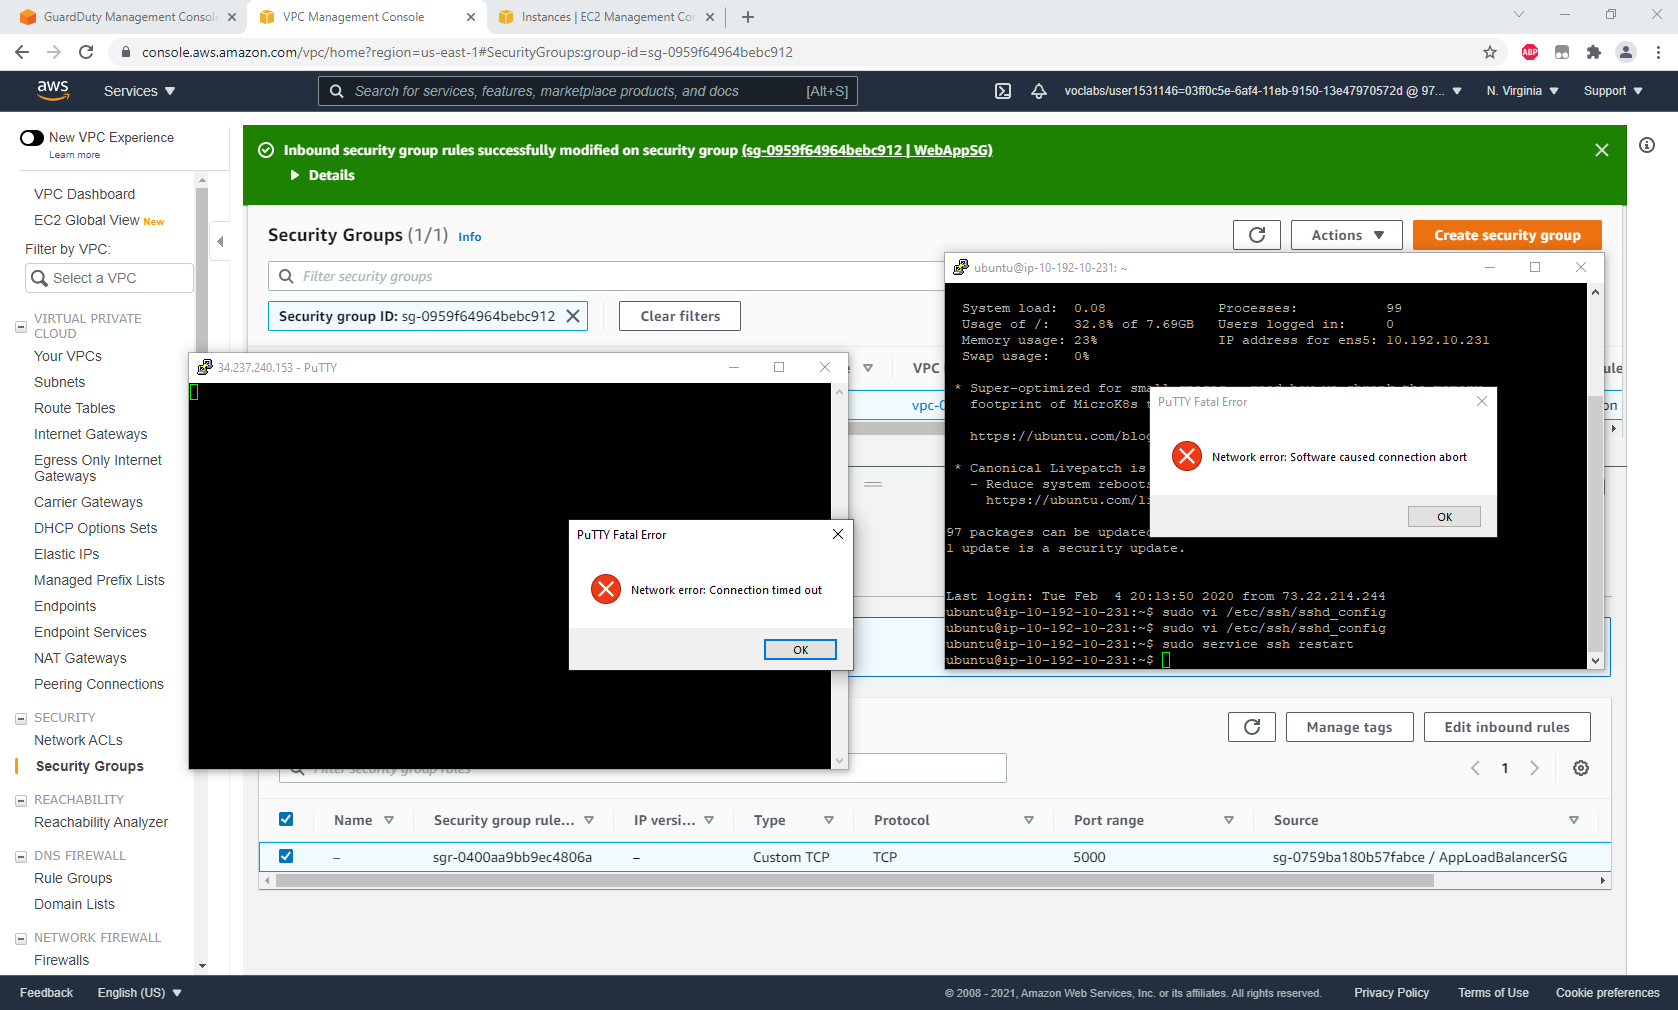 GuardDuty Management Consol
VPC Management Console
Instances | EC2 Management Con
console.aws.amazon.com/vpc/home?region=us-east-1#SecurityGroups:group-id=sg-0959f64964bebc912
ABP
aws
Services
Search for services, features, marketplace products, and docs
[Alt+S]
voclabs/user1531146=03ff0c5e-6af4-11eb-9150-13e47970572d @ 97...
N. Virginia
Support
New VPC Experience
Learn more
VPC Dashboard
EC2 Global View New
Filter by VPC:
Select a VPC
VIRTUAL PRIVATE
CLOUD
Your VPCs
Subnets
Route Tables
Internet Gateways
Egress Only Internet
Gateways
Carrier Gateways
DHCP Options Sets
Elastic IPs
Managed Prefix Lists
Endpoints
Endpoint Services
NAT Gateways
Peering Connections
SECURITY
Network ACLs
Security Groups
REACHABILITY
Reachability Analyzer
DNS FIREWALL
Rule Groups
Domain Lists
NETWORK FIREWALL
Firewalls
Inbound security group rules successfully modified on security group (sg-0959f64964bebc912 | WebAppSG)
Details
Security Groups (1/1) Info
Actions
Create security group
Filter security groups
Security group ID: sg-0959f64964bebc912
Clear filters
VPC
vpc-0
34.237.240.153 - PuTTY
PuTTY Fatal Error
Network error: Connection timed out
OK
ubuntu@ip-10-192-10-231: ~
System load: 0.08 Processes: 99
Usage of /: 32.8% of 7.69GB Users logged in: 0
Memory usage: 23% IP address for ens5: 10.192.10.231
Swap usage: 0%
* Super-optimized for
footprint of MicroK8s
https://ubuntu.com/blog
* Canonical Livepatch is
- Reduce system reboots
https://ubuntu.com/li
97 packages can be updated
1 update is a security update.
Last login: Tue Feb 4 20:13:50 2020 from 73.22.214.244
ubuntu@ip-10-192-10-231:~$ sudo vi /etc/ssh/sshd_config
ubuntu@ip-10-192-10-231:~$ sudo vi /etc/ssh/sshd_config
ubuntu@ip-10-192-10-231:~$ sudo service ssh restart
ubuntu@ip-10-192-10-231:~$
PuTTY Fatal Error
Network error: Software caused connection abort
OK
Manage tags
Edit inbound rules
Filter security group rules
1
Name
Security group rule...
IP versi...
Type
Protocol
Port range
Source
–
sgr-0400aa9bb9ec4806a
–
Custom TCP
TCP
5000
sg-0759ba180b57fabce / AppLoadBalancerSG
Feedback
English (US)
© 2008 - 2021, Amazon Web Services, Inc. or its affiliates. All rights reserved.
Privacy Policy
Terms of Use
Cookie preferences